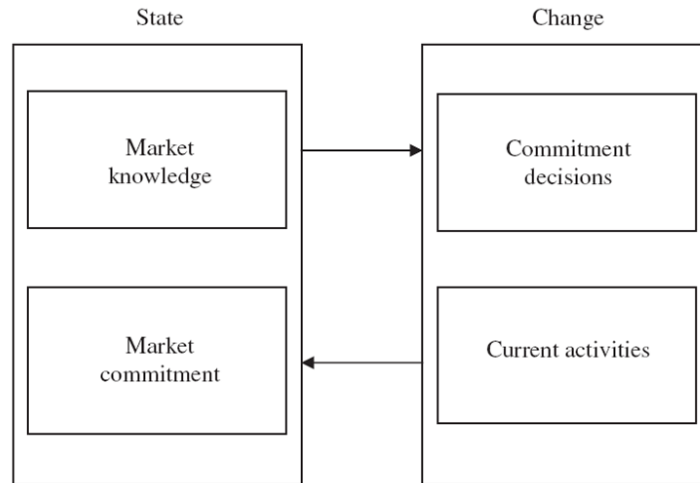 State
Change
Market
knowledge
Commitment
decisions
Market
commitment
Current activities